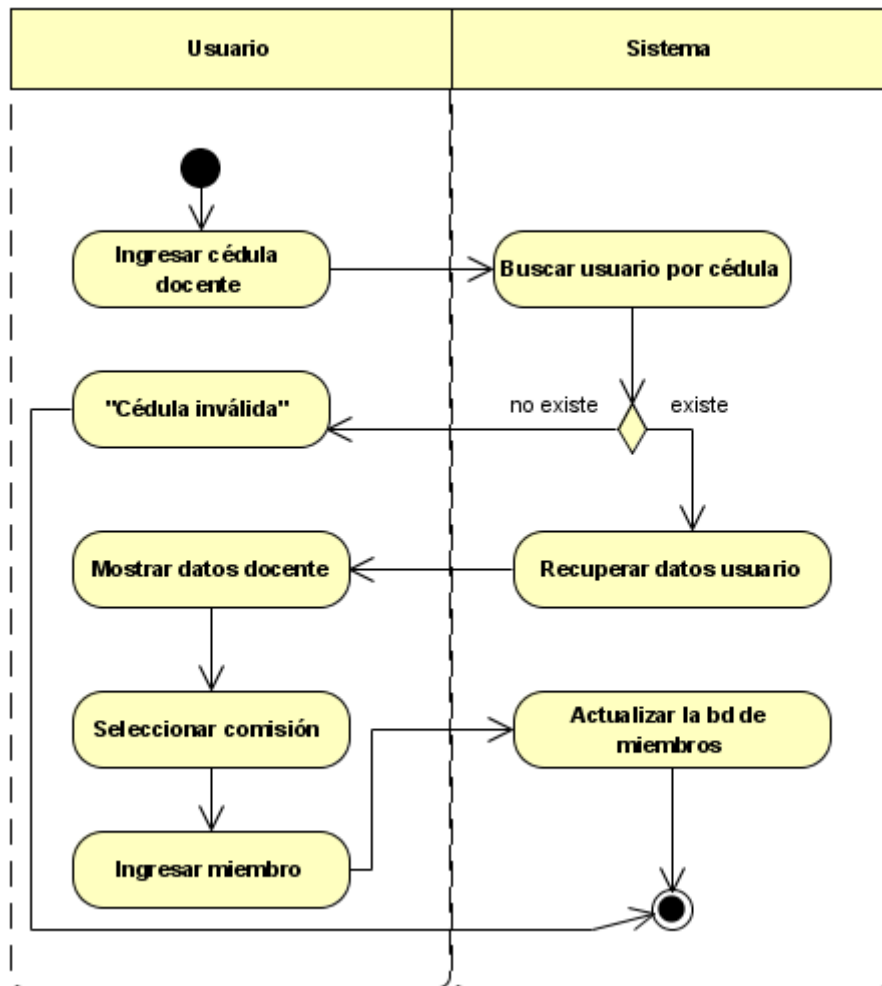 Usuario
Sistema
Ingresar cédula
docente
Buscar usuario por cédula
"Cédula inválida"
no existe
existe
Mostrar datos docente
Recuperar datos usuario
Seleccionar comisión
Actualizar la bd de
miembros
Ingresar miembro